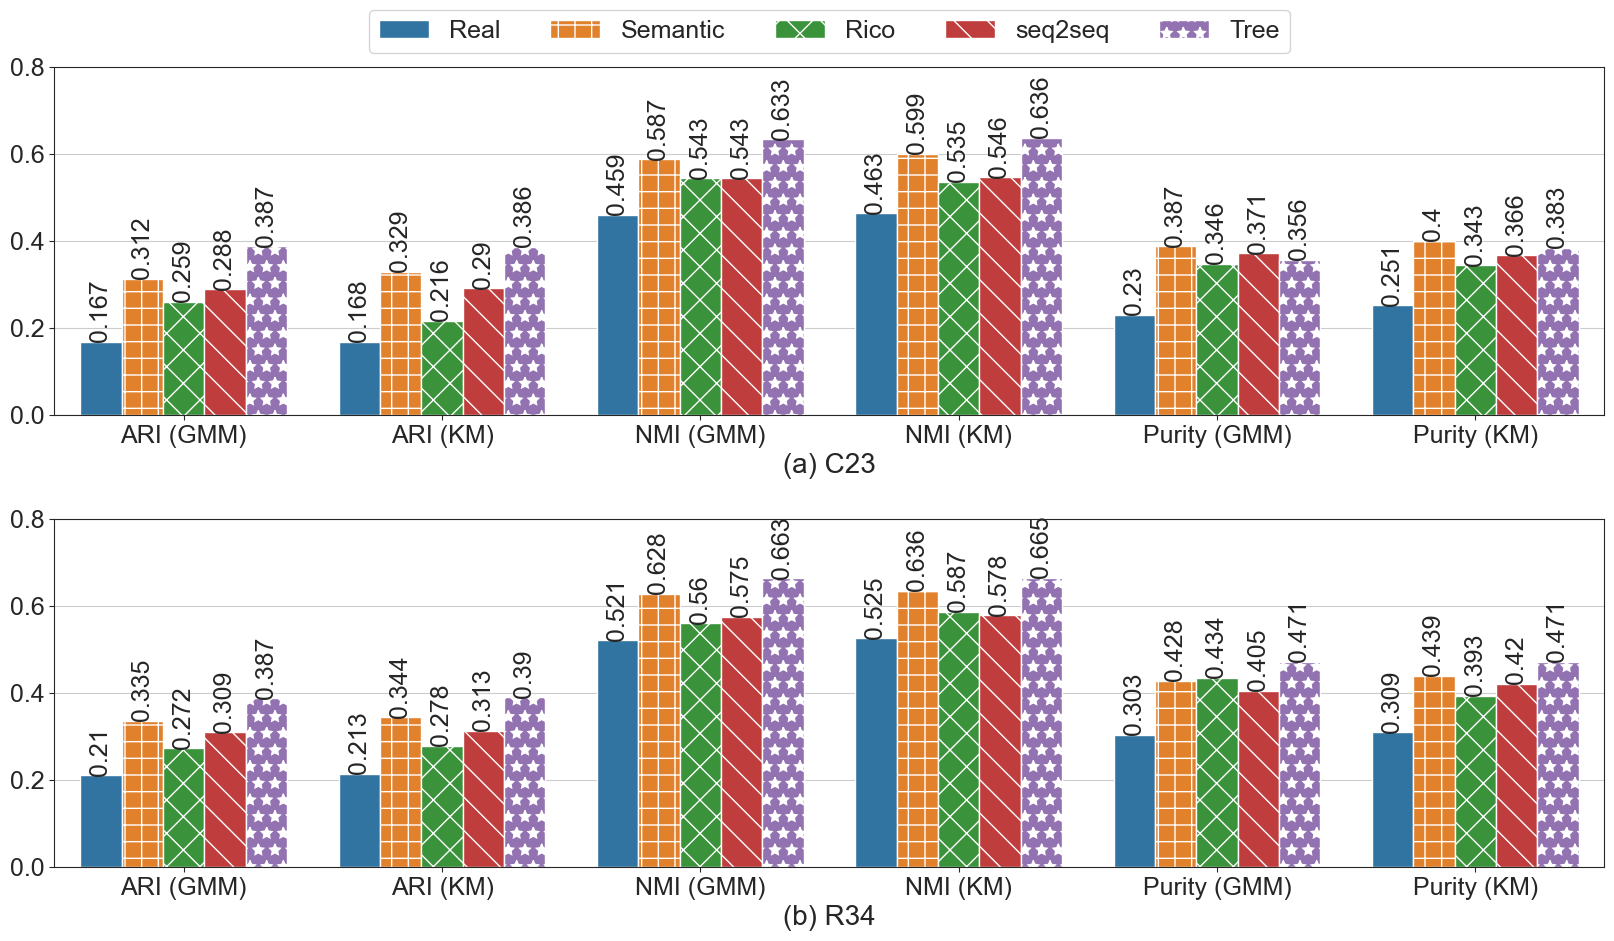 Real Semantic Rico seq2seq Tree
0.8
0.6
0.4
0.2
0.0
0.167 0.312 0.259 0.288 0.387
0.168 0.329 0.216 0.29 0.386
0.459 0.587 0.543 0.543 0.633
0.463 0.599 0.535 0.546 0.636
0.23 0.387 0.346 0.371 0.356
0.251 0.4 0.343 0.366 0.383
ARI (GMM) ARI (KM) NMI (GMM) NMI (KM) Purity (GMM) Purity (KM)
(a) C23
0.8
0.6
0.4
0.2
0.0
0.21 0.335 0.272 0.309 0.387
0.213 0.344 0.278 0.313 0.39
0.521 0.628 0.56 0.575 0.663
0.525 0.636 0.587 0.578 0.665
0.303 0.428 0.434 0.405 0.471
0.309 0.439 0.393 0.42 0.471
ARI (GMM) ARI (KM) NMI (GMM) NMI (KM) Purity (GMM) Purity (KM)
(b) R34